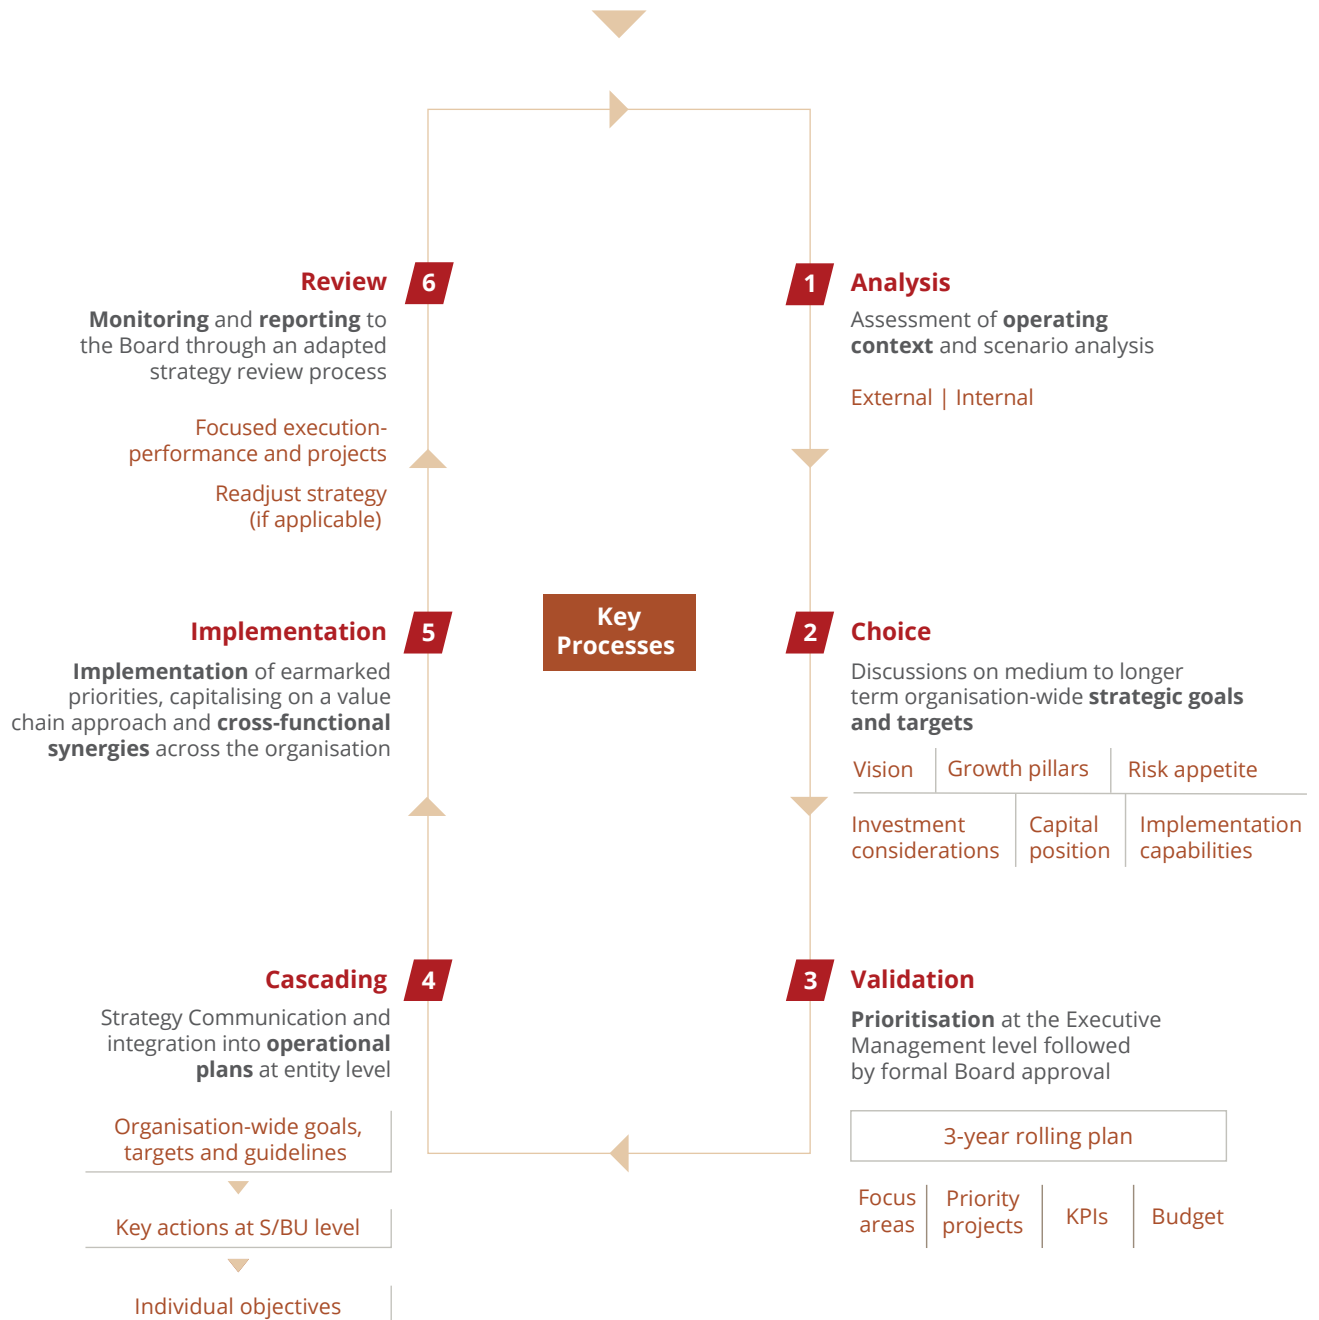 Key
Processes
1
Analysis
Assessment of operating
context and scenario analysis
External | Internal
2
Choice
Discussions on medium to longer
term organisation-wide strategic goals
and targets
Vision
Growth pillars
Risk appetite
Investment
considerations
Capital
position
Implementation
capabilities
3
Validation
Prioritisation at the Executive
Management level followed
by formal Board approval
3-year rolling plan
Focus
areas
Priority
projects
KPIs
Budget
Cascading
4
Strategy Communication and
integration into operational
plans at entity level
Organisation-wide goals,
targets and guidelines
Key actions at S/BU level
Individual objectives
Implementation
5
Implementation of earmarked
priorities, capitalising on a value
chain approach and cross-functional
synergies across the organisation
Review
6
Monitoring and reporting to
the Board through an adapted
strategy review process
Focused execution-
performance and projects
Readjust strategy
(if applicable)